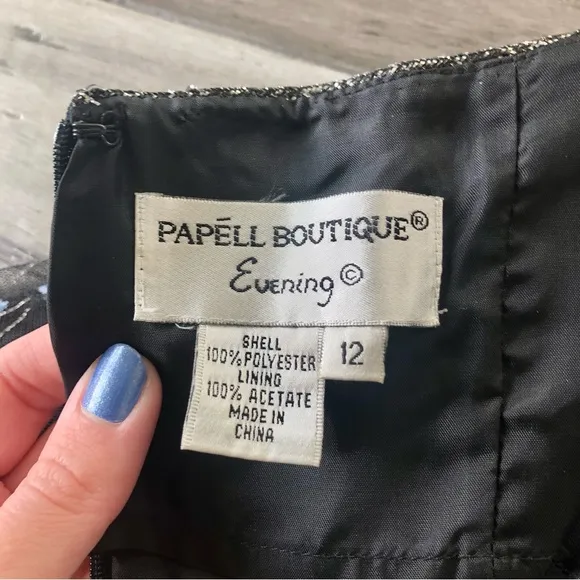 PAPÉLL BOUTIQUE®
Evening ©
SHELL
100% POLYESTER
LINING
100% ACETATE
MADE IN
CHINA
12